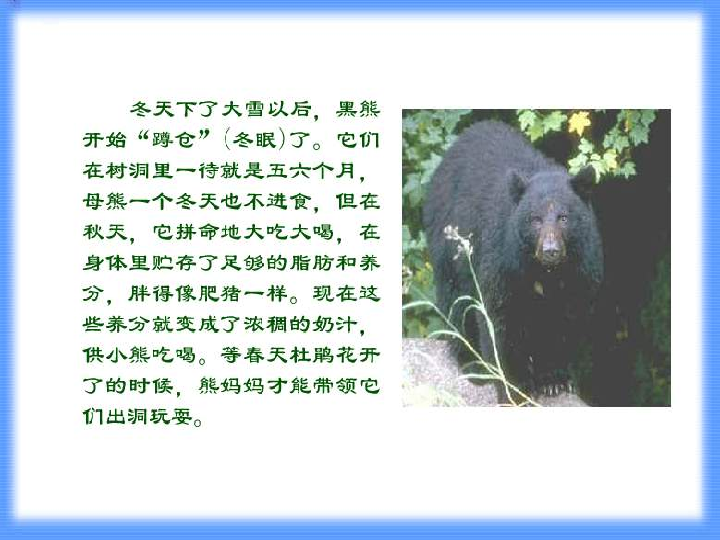 冬天下了大雪以后，黑熊
开始“蹲仓”（冬眠）了。它们
在树洞里一待就是五六个月，
母熊一个冬天也不进食，但在
秋天，它拼命地大吃大喝，在
身体里贮存了足够的脂肪和养
分，胖得像肥猪一样。现在这
些养分就变成了浓稠的奶汁，
供小熊吃喝。等春天杜鹃花开
了的时候，熊妈妈才能带领它
们出洞玩耍。